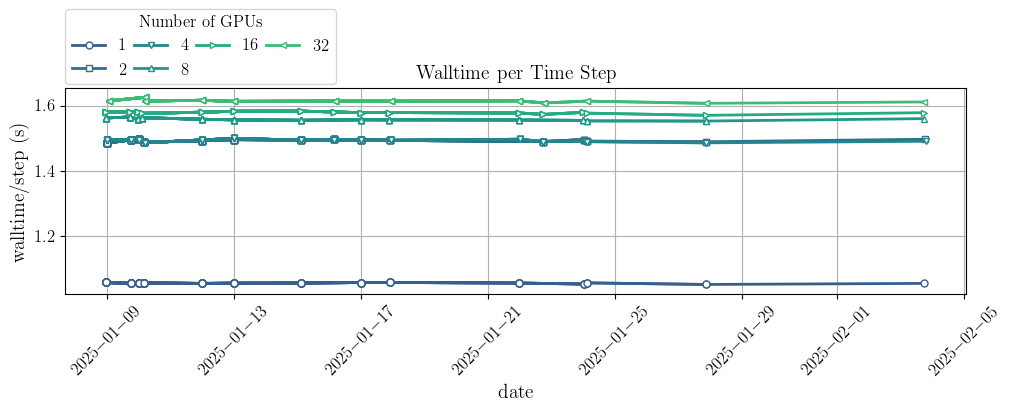 Number of GPUs
1 4 16 32
2 8
Walltime per Time Step
walltime/step (s)
1.6
1.4
1.2
2025−01−09 2025−01−13 2025−01−17 2025−01−21 2025−01−25 2025−01−29 2025−02−01 2025−02−05
date